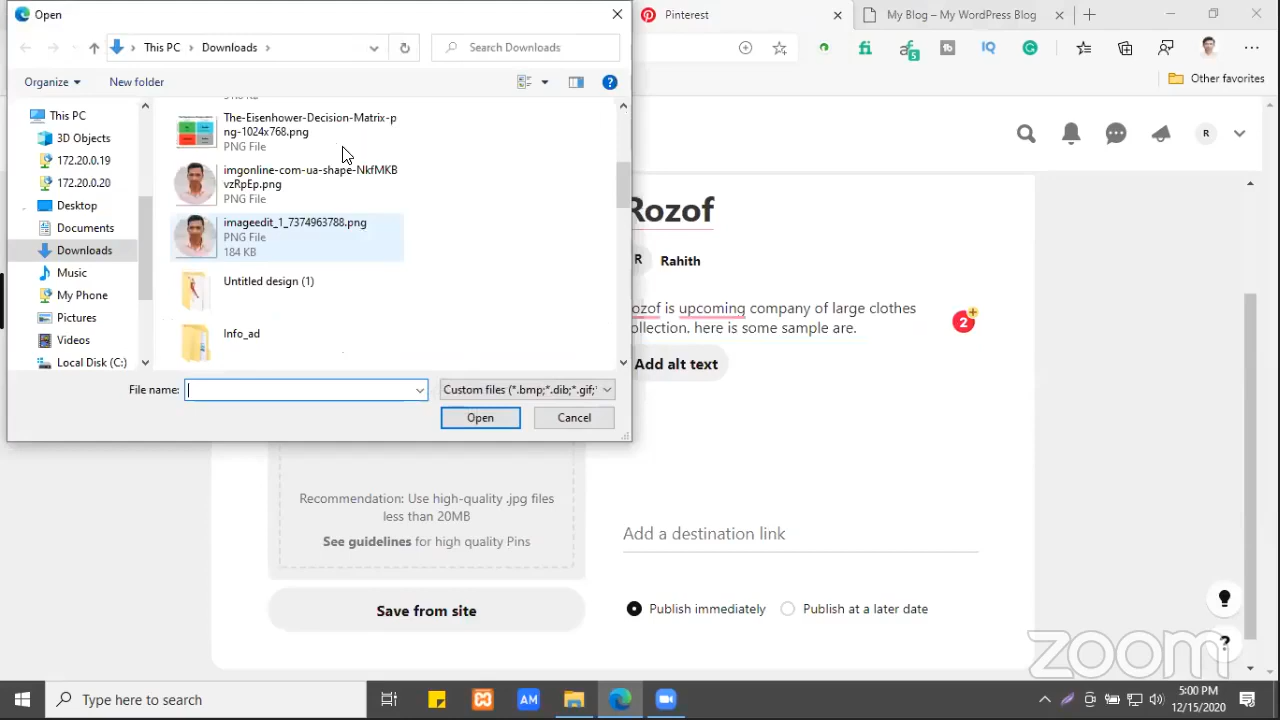 Open
Pinterest
My Blog – My WordPress Blog
This PC
Downloads
Search Downloads
5
Organize
New folder
Other favorites
This PC
3D Objects
172.20.0.19
172.20.0.20
Desktop
Documents
Downloads
Music
My Phone
Pictures
Videos
Local Disk (C:)
The-Eisenhower-Decision-Matrix-p
ng-1024x768.png
PNG File
imgonline-com-ua-shape-NkfMKB
vzRpEp.png
PNG File
imageedit_1_7374963788.png
PNG File
184 KB
Untitled design (1)
Info_ad
File name:
Custom files (*.bmp;*.dib;*.gif;*
Open
Cancel
R
Rozof
R
Rahith
ozof is upcoming company of large clothes
ollection. here is some sample are.
2
Add alt text
Recommendation: Use high-quality .jpg files
less than 20MB
See guidelines for high quality Pins
Save from site
Add a destination link
Publish immediately
Publish at a later date
?
zoom
Type here to search
AM
5:00 PM
12/15/2020